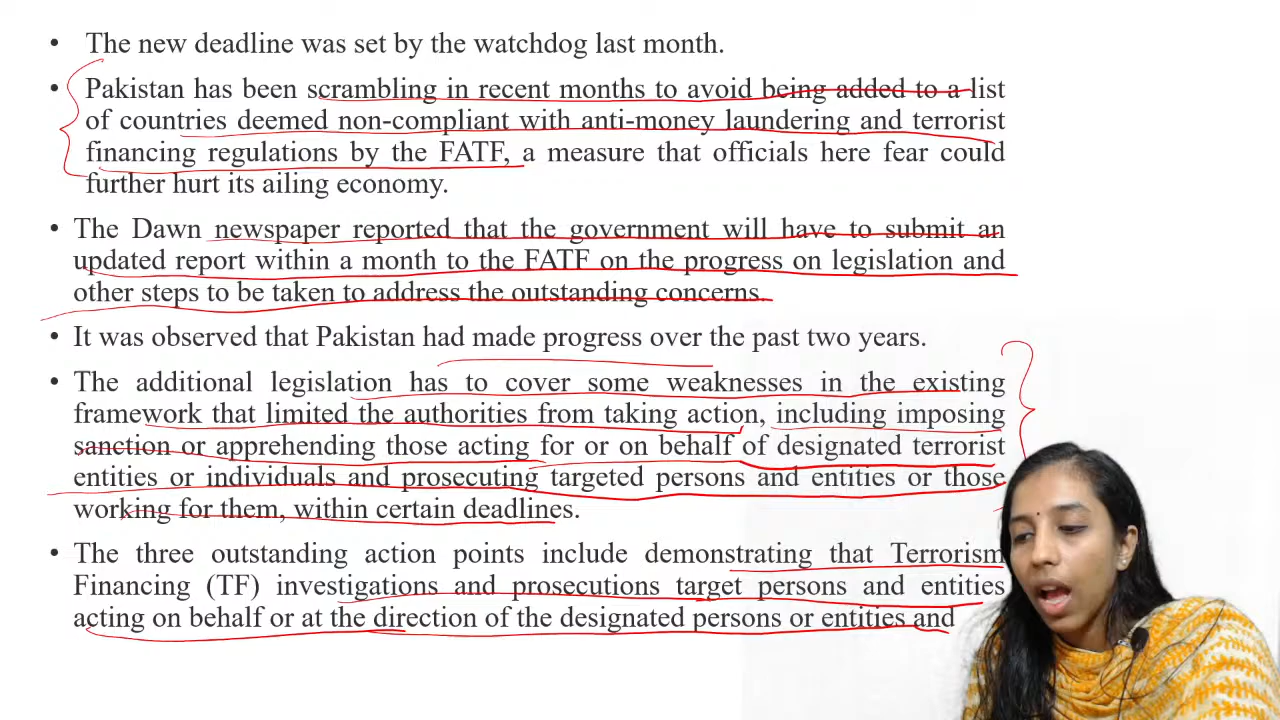 • The new deadline was set by the watchdog last month.
• Pakistan has been scrambling in recent months to avoid being added to a list
of countries deemed non-compliant with anti-money laundering and terrorist
financing regulations by the FATF, a measure that officials here fear could
further hurt its ailing economy.
• The Dawn newspaper reported that the government will have to submit an
updated report within a month to the FATF on the progress on legislation and
other steps to be taken to address the outstanding concerns.
• It was observed that Pakistan had made progress over the past two years.
• The additional legislation has to cover some weaknesses in the existing
framework that limited the authorities from taking action, including imposing
sanction or apprehending those acting for or on behalf of designated terrorist
entities or individuals and prosecuting targeted persons and entities or those
working for them, within certain deadlines.
• The three outstanding action points include demonstrating that Terrorism
Financing (TF) investigations and prosecutions target persons and entities
acting on behalf or at the direction of the designated persons or entities and